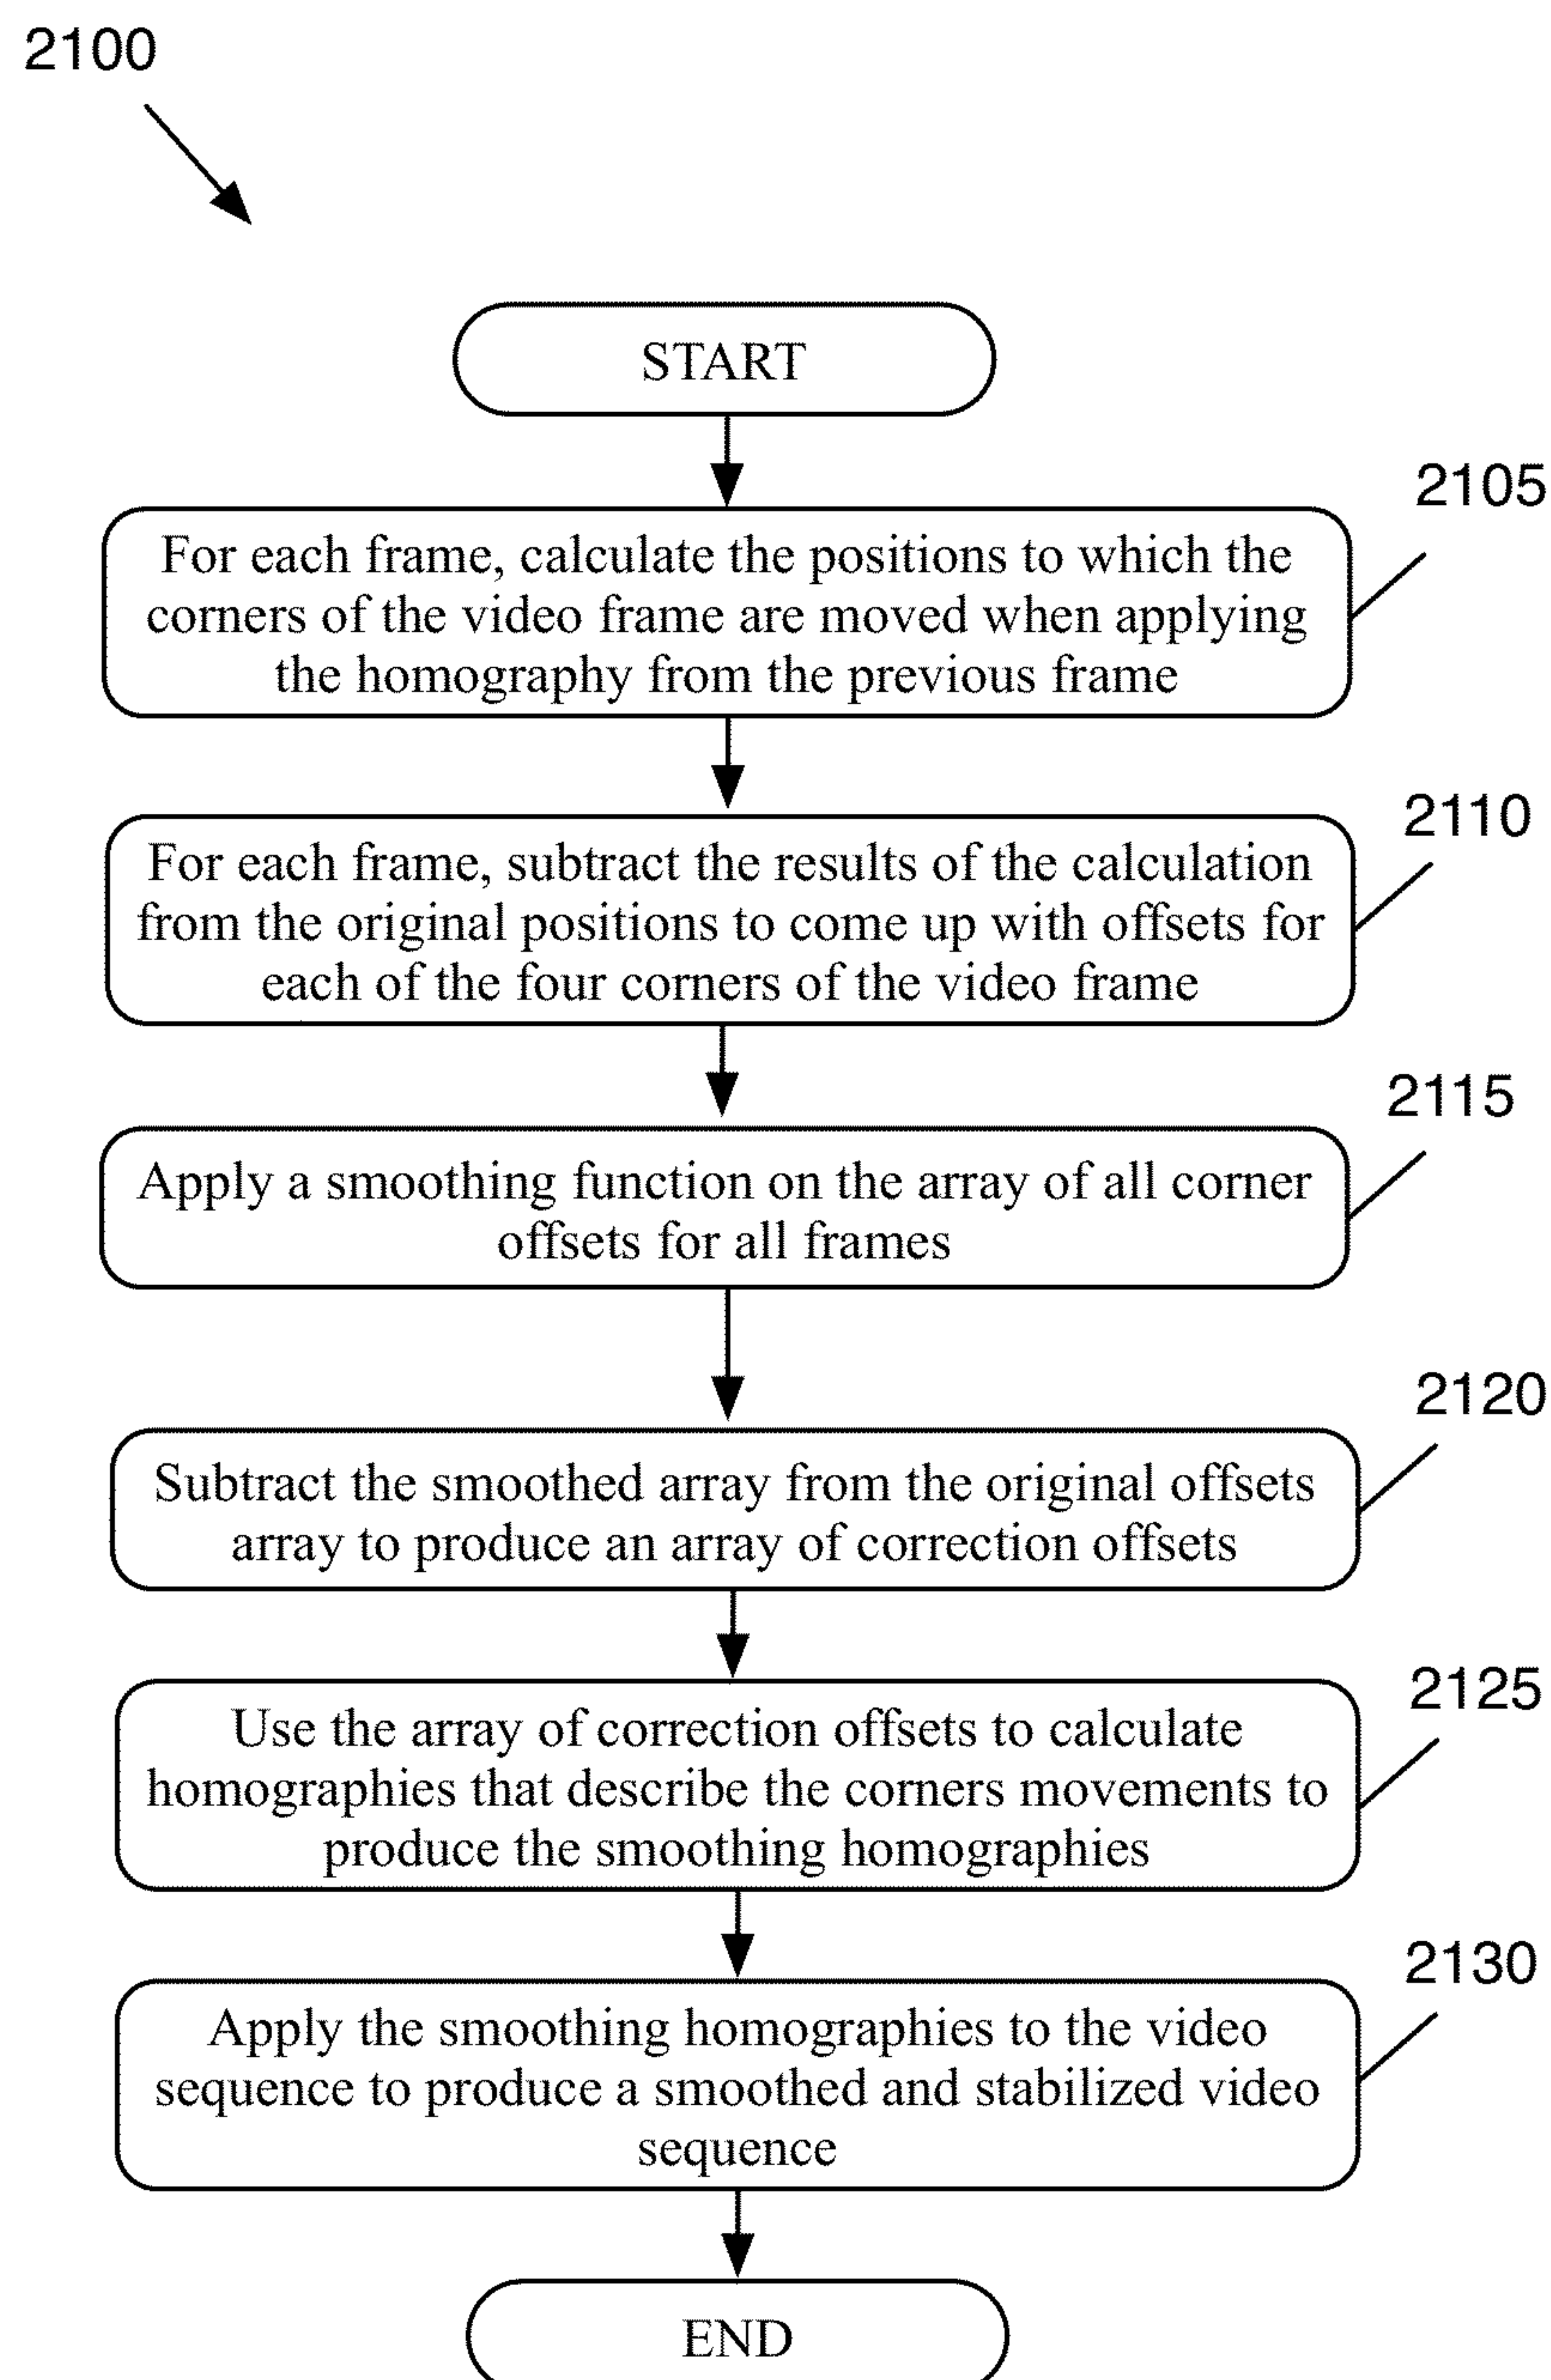 2100
START
2105
For each frame, calculate the positions to which the
corners of the video frame are moved when applying
the homography from the previous frame
2110
For each frame, subtract the results of the calculation
from the original positions to come up with offsets for
each of the four corners of the video frame
2115
Apply a smoothing function on the array of all corner
offsets for all frames
2120
Subtract the smoothed array from the original offsets
array to produce an array of correction offsets
2125
Use the array of correction offsets to calculate
homographies that describe the corners movements to
produce the smoothing homographies
2130
Apply the smoothing homographies to the video
sequence to produce a smoothed and stabilized video
sequence
END